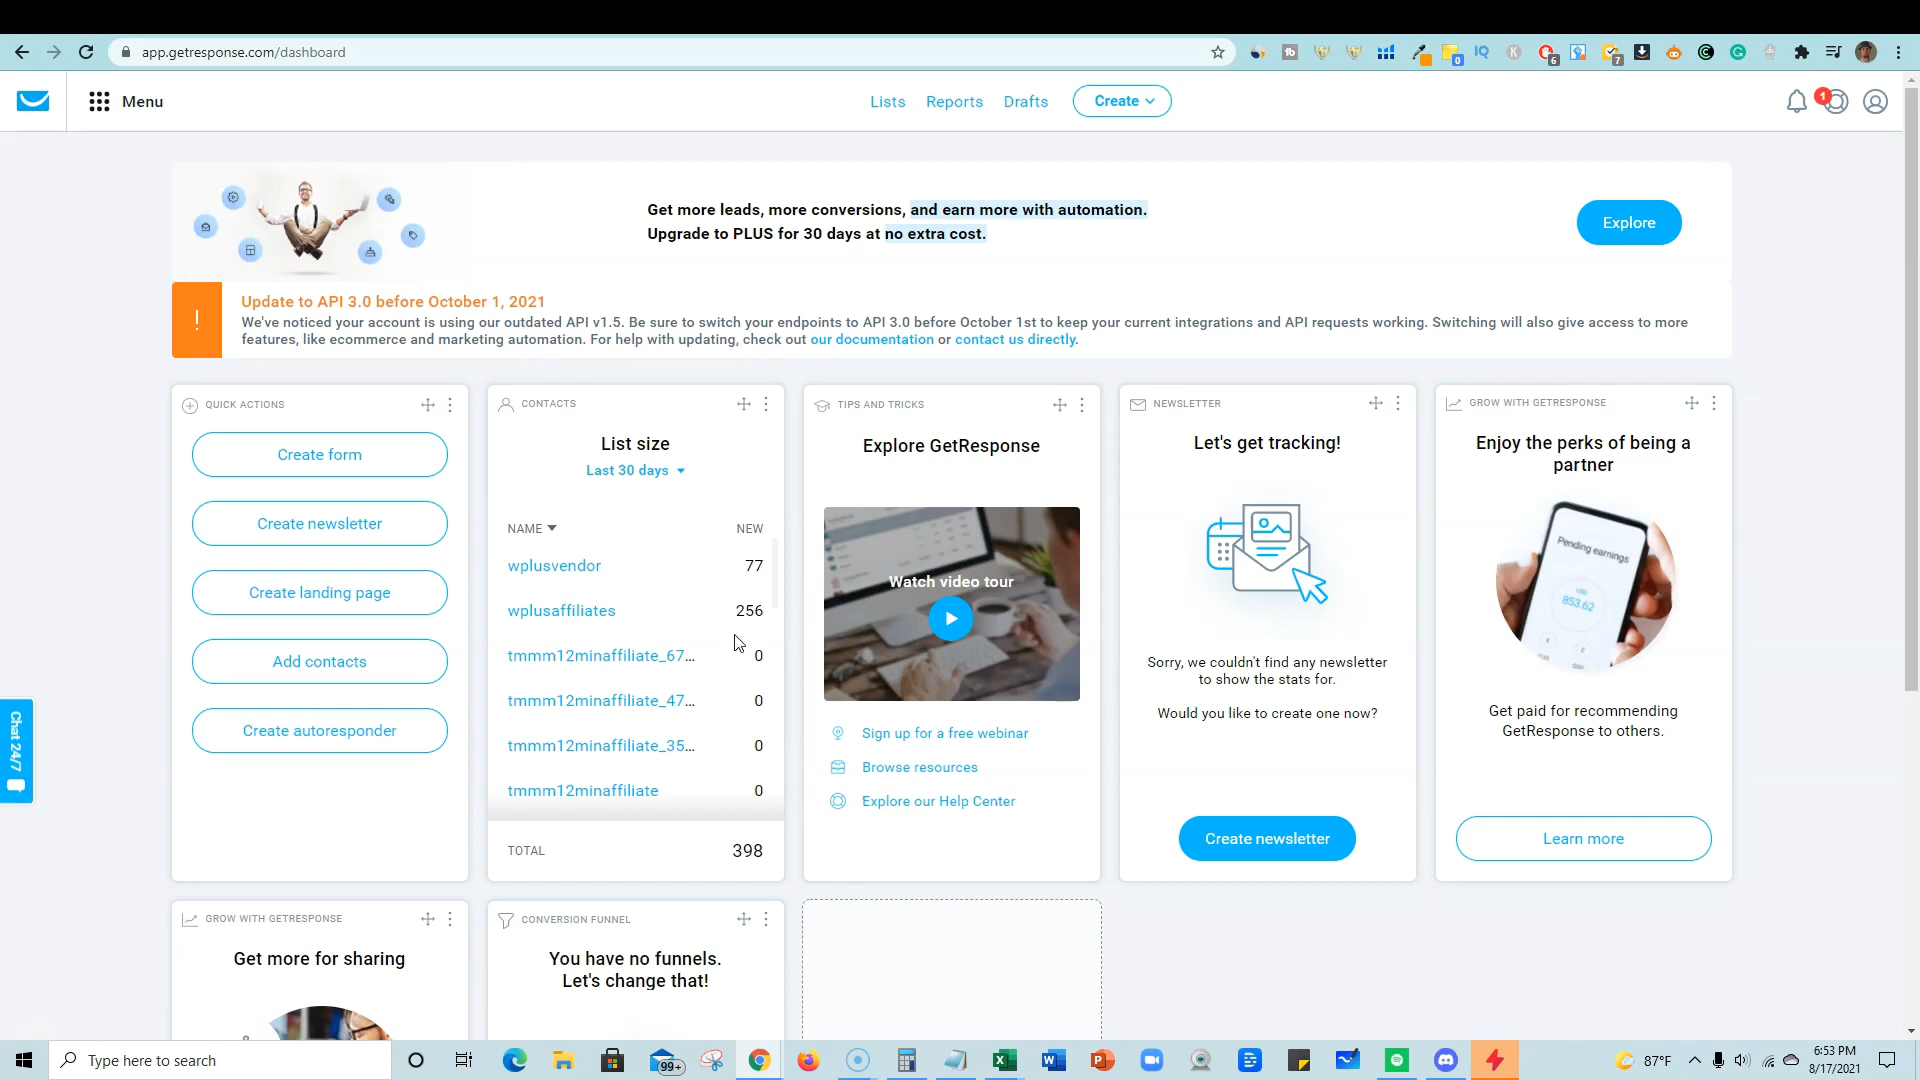 app.getresponse.com/dashboard
0
6
7
Menu
Lists
Reports
Drafts
Create
1
Get more leads, more conversions, and earn more with automation.
Upgrade to PLUS for 30 days at no extra cost.
Explore
!
Update to API 3.0 before October 1, 2021
We've noticed your account is using our outdated API v1.5. Be sure to switch your endpoints to API 3.0 before October 1st to keep your current integrations and API requests working. Switching will also give access to more
features, like ecommerce and marketing automation. For help with updating, check out our documentation or contact us directly.
QUICK ACTIONS
Create form
Create newsletter
Create landing page
Add contacts
Create autoresponder
CONTACTS
List size
Last 30 days
NAME NEW
wplusvendor 77
wplusaffiliates 256
tmmm12minaffiliate_67... 0
tmmm12minaffiliate_47... 0
tmmm12minaffiliate_35... 0
tmmm12minaffiliate 0
TOTAL 398
TIPS AND TRICKS
Explore GetResponse
Watch video tour
Sign up for a free webinar
Browse resources
Explore our Help Center
NEWSLETTER
Let's get tracking!
Sorry, we couldn't find any newsletter
to show the stats for.
Would you like to create one now?
Create newsletter
GROW WITH GETRESPONSE
Enjoy the perks of being a
partner
Pending earnings
853.62
Get paid for recommending
GetResponse to others.
Learn more
Chat 24/7
GROW WITH GETRESPONSE
Get more for sharing
CONVERSION FUNNEL
You have no funnels.
Let's change that!
Type here to search
99+
87°F
6:53 PM
8/17/2021